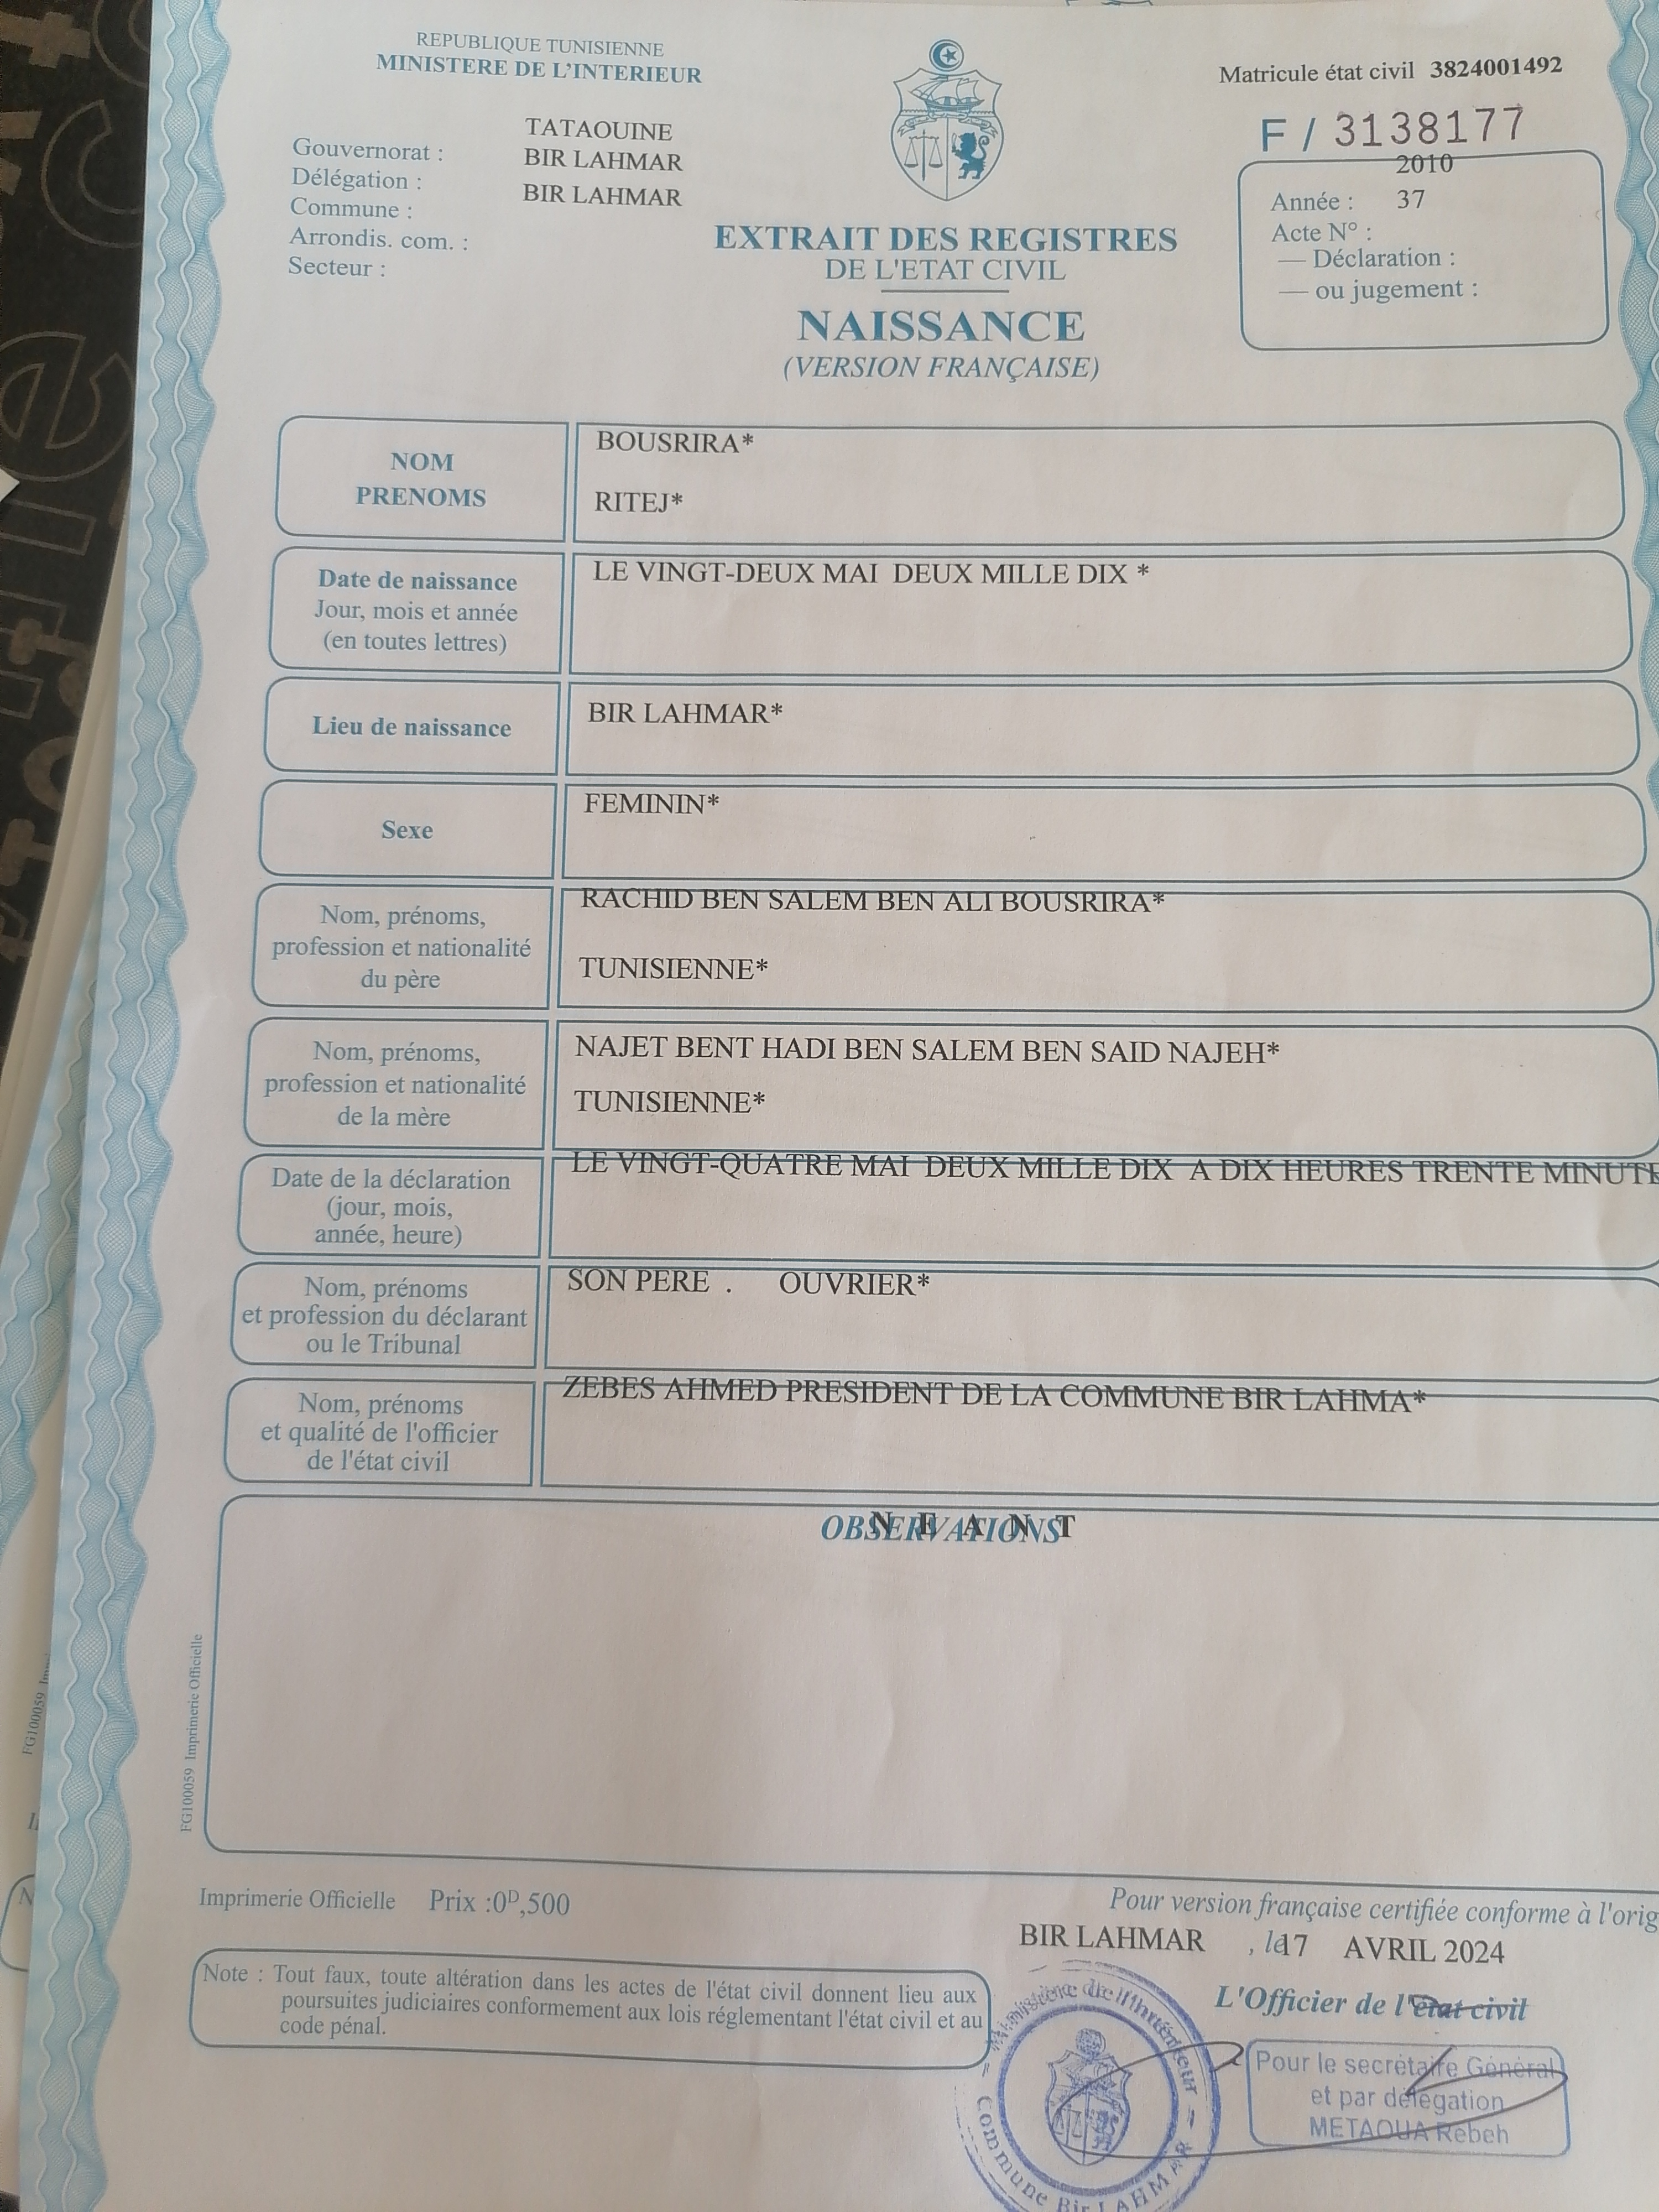 REPUBLIQUE TUNISIENNE
MINISTERE DE L'INTERIEUR
Matricule état civil 3824001492
F / 3138177
Gouvernorat : TATAOUINE
Délégation : BIR LAHMAR
Commune : BIR LAHMAR
Arrondis. com. :
Secteur :
2010
Année : 37
Acte N° :
— Déclaration :
— ou jugement :
EXTRAIT DES REGISTRES
DE L'ETAT CIVIL
NAISSANCE
(VERSION FRANÇAISE)
NOM
PRENOMS
BOUSRIRA*
RITEJ*
Date de naissance
Jour, mois et année
(en toutes lettres)
LE VINGT-DEUX MAI DEUX MILLE DIX *
Lieu de naissance
BIR LAHMAR*
Sexe
FEMININ*
Nom, prénoms,
profession et nationalité
du père
RACHID BEN SALEM BEN ALI BOUSRIRA*
TUNISIENNE*
Nom, prénoms,
profession et nationalité
de la mère
NAJET BENT HADI BEN SALEM BEN SAID NAJEH*
TUNISIENNE*
Date de la déclaration
(jour, mois,
année, heure)
LE VINGT-QUATRE MAI DEUX MILLE DIX A DIX HEURES TRENTE MINUTE
Nom, prénoms
et profession du déclarant
ou le Tribunal
SON PERE . OUVRIER*
Nom, prénoms
et qualité de l'officier
de l'état civil
ZEBES AHMED PRESIDENT DE LA COMMUNE BIR LAHMA*
OBSERVATIONS
N E A N T
FG100059 Imprimerie Officielle
FG100059
Imprimerie Officielle Prix :0D,500
Pour version française certifiée conforme à l'orig
BIR LAHMAR , le 17 AVRIL 2024
L'Officier de l'état civil
Note : Tout faux, toute altération dans les actes de l'état civil donnent lieu aux
poursuites judiciaires conformement aux lois réglementant l'état civil et au
code pénal.
Ministère de l'Intérieur
Commune Bir LAHMAR
Pour le secrétaire Général
et par délegation
METAOUA Rebeh